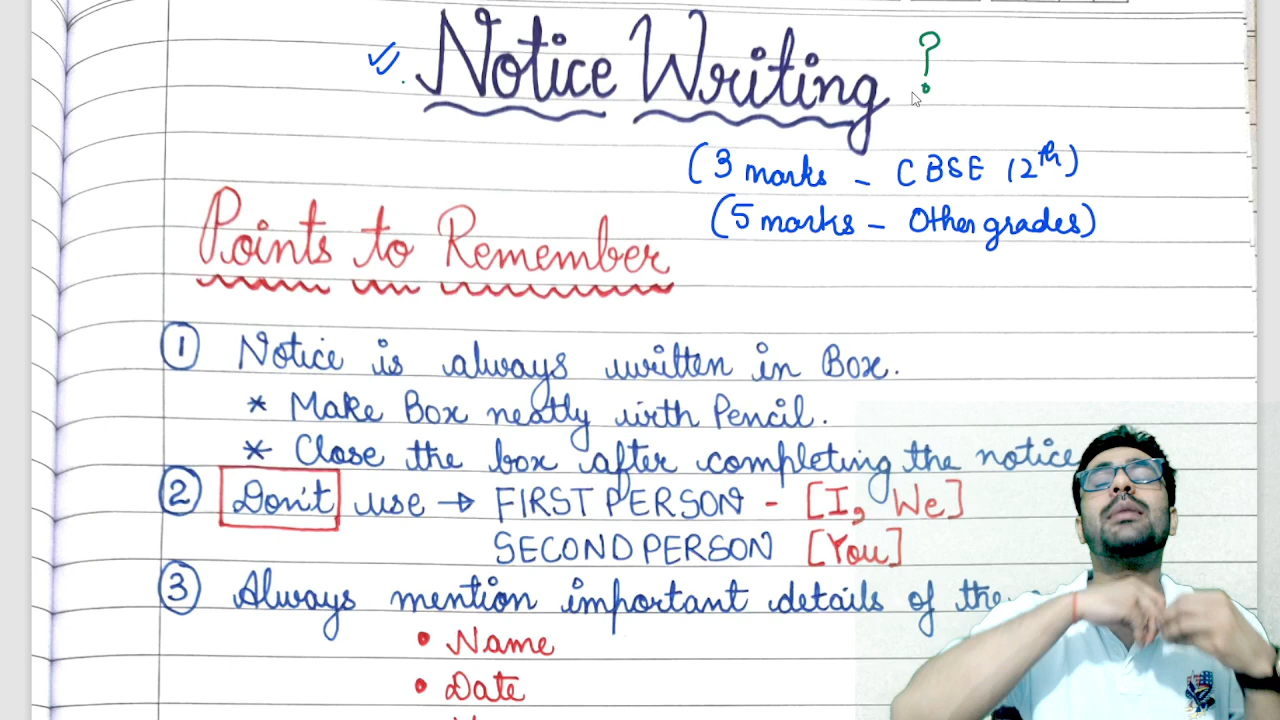 Notice Writing ?
(3 marks - CBSE 12th)
(5 marks - Other grades)
Points to Remember
① Notice is always written in Box.
* Make Box neatly with Pencil.
* Close the box after completing the notice
② Don't use → FIRST PERSON - [I, We]
SECOND PERSON [You]
③ Always mention important details of the
• Name
• Date